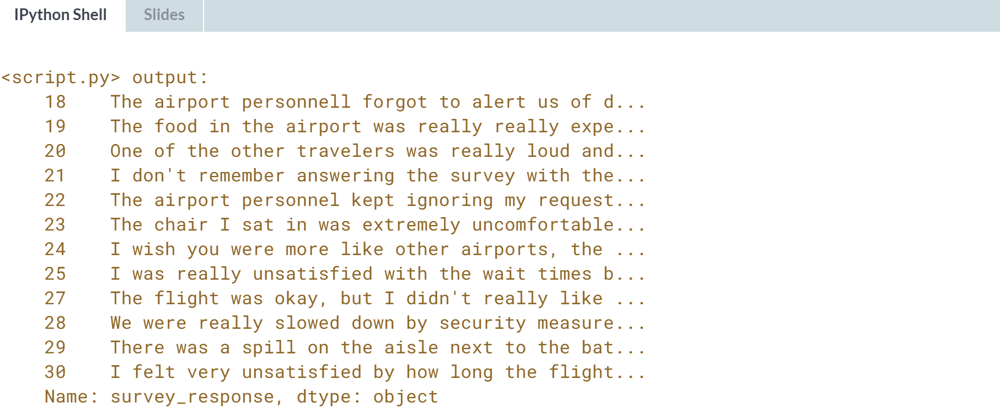 IPython Shell Slides
<script.py> output:
18 The airport personnell forgot to alert us of d...
19 The food in the airport was really really expe...
20 One of the other travelers was really loud and...
21 I don't remember answering the survey with the...
22 The airport personnel kept ignoring my request...
23 The chair I sat in was extremely uncomfortable...
24 I wish you were more like other airports, the ...
25 I was really unsatisfied with the wait times b...
27 The flight was okay, but I didn't really like ...
28 We were really slowed down by security measure...
29 There was a spill on the aisle next to the bat...
30 I felt very unsatisfied by how long the flight...
Name: survey_response, dtype: object